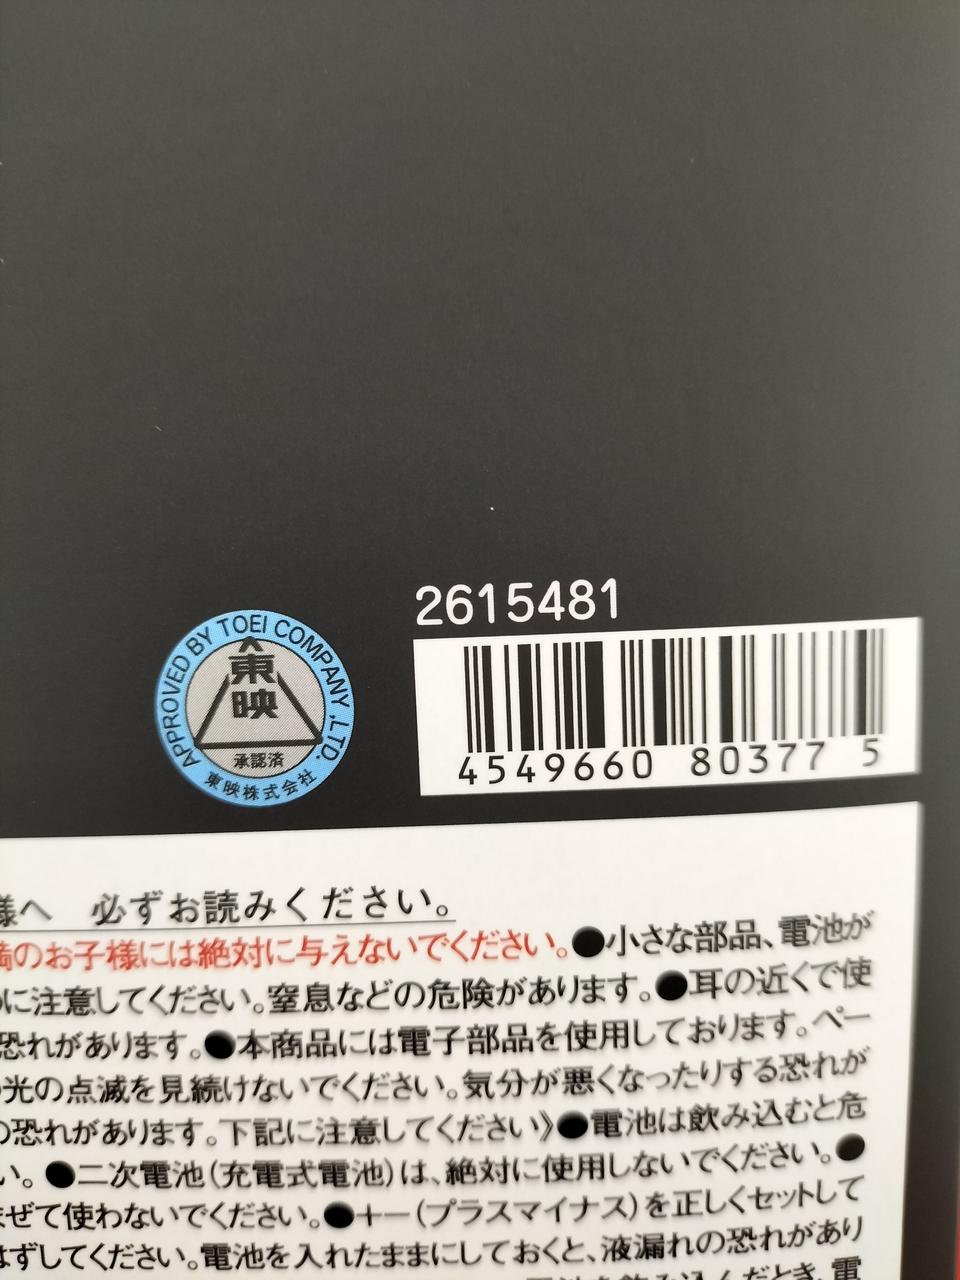 2615481
APPROVED BY TOEI COMPANY, LTD.
東映
承認済
東映株式会社
4549660 80377 5
様へ 必ずお読みください。
満のお子様には絶対に与えないでください。●小さな部品、電池が
に注意してください。窒息などの危険があります。●耳の近くで使
恐れがあります。●本商品には電子部品を使用しております。ペー
光の点滅を見続けないでください。気分が悪くなったりする恐れが
の恐れがあります。下記に注意してください》●電池は飲み込むと危
い。●二次電池(充電式電池)は、絶対に使用しないでください。●
まぜて使わないでください。●+−(プラスマイナス)を正しくセットして
はずしてください。電池を入れたままにしておくと、液漏れの恐れがあり